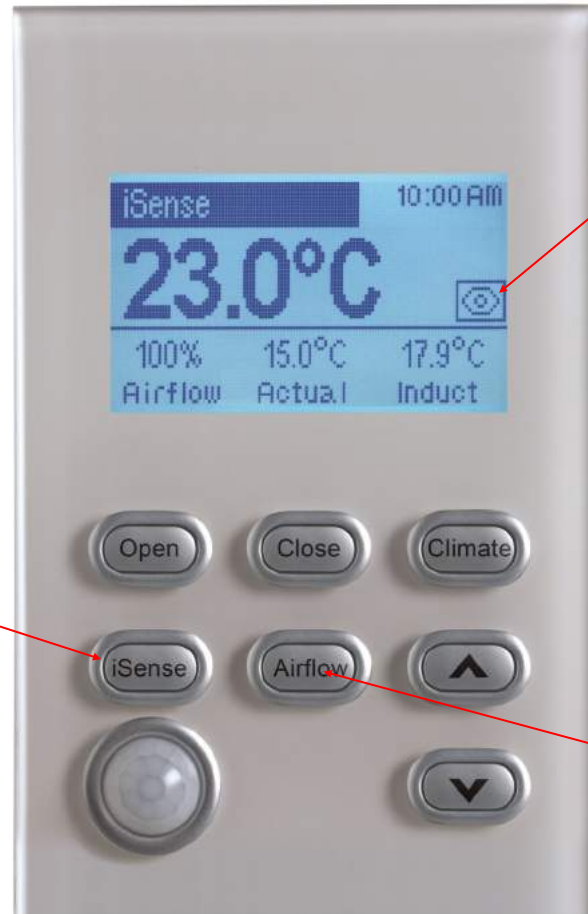 iSense 10:00 AM
23.0°C
100% 15.0°C 17.9°C
Airflow Actual Induct
Open Close Climate
iSense Airflow